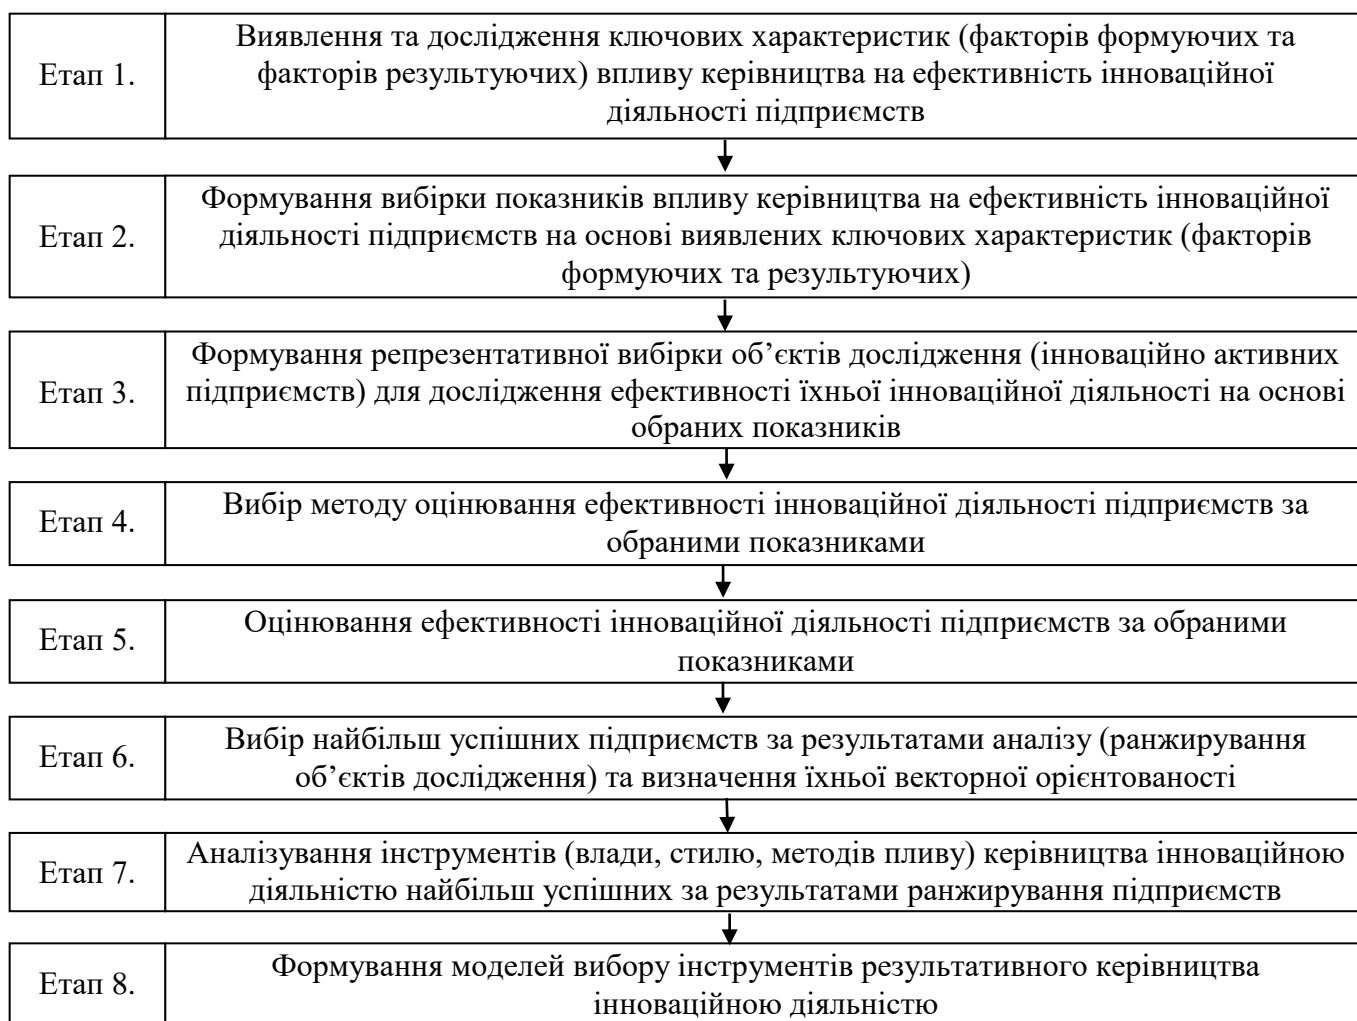 Етап 1.
Виявлення та дослідження ключових характеристик (факторів формуючих та
факторів результуючих) впливу керівництва на ефективність інноваційної
діяльності підприємств
Етап 2.
Формування вибірки показників впливу керівництва на ефективність інноваційної
діяльності підприємств на основі виявлених ключових характеристик (факторів
формуючих та результуючих)
Етап 3.
Формування репрезентативної вибірки об’єктів дослідження (інноваційно активних
підприємств) для дослідження ефективності їхньої інноваційної діяльності на основі
обраних показників
Етап 4.
Вибір методу оцінювання ефективності інноваційної діяльності підприємств за
обраними показниками
Етап 5.
Оцінювання ефективності інноваційної діяльності підприємств за обраними
показниками
Етап 6.
Вибір найбільш успішних підприємств за результатами аналізу (ранжирування
об’єктів дослідження) та визначення їхньої векторної орієнтованості
Етап 7.
Аналізування інструментів (влади, стилю, методів пливу) керівництва інноваційною
діяльністю найбільш успішних за результатами ранжирування підприємств
Етап 8.
Формування моделей вибору інструментів результативного керівництва
інноваційною діяльністю